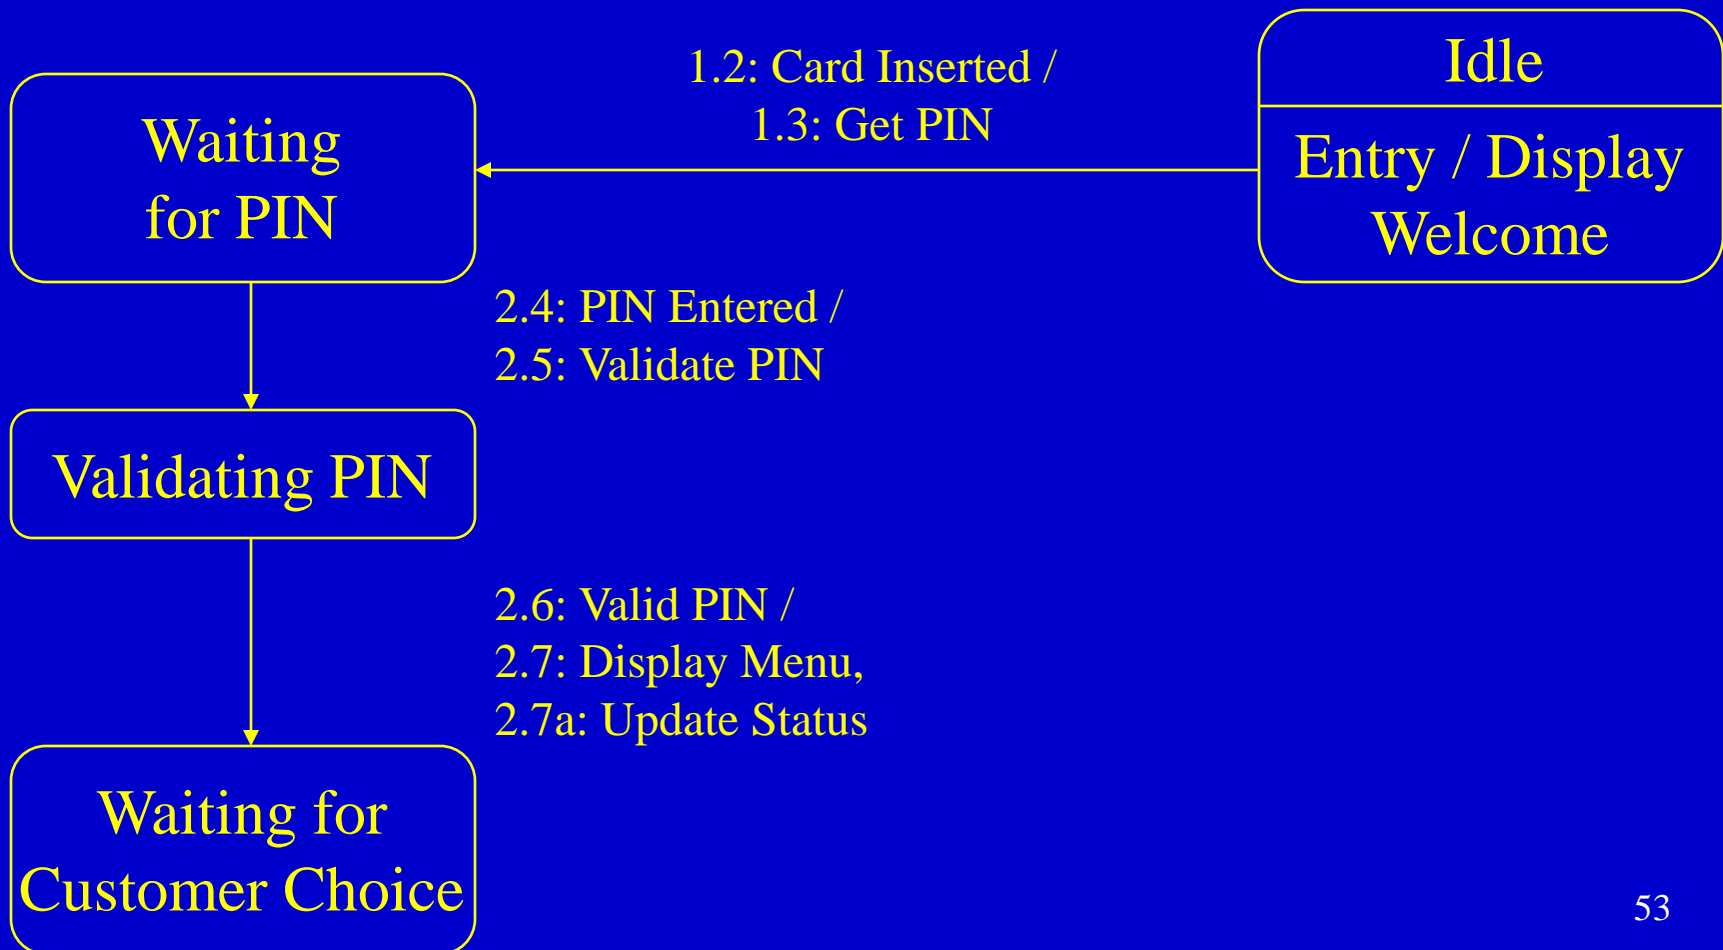 Idle
Entry / Display
Welcome
1.2: Card Inserted /
1.3: Get PIN
Waiting
for PIN
2.4: PIN Entered /
2.5: Validate PIN
Validating PIN
2.6: Valid PIN /
2.7: Display Menu,
2.7a: Update Status
Waiting for
Customer Choice
53